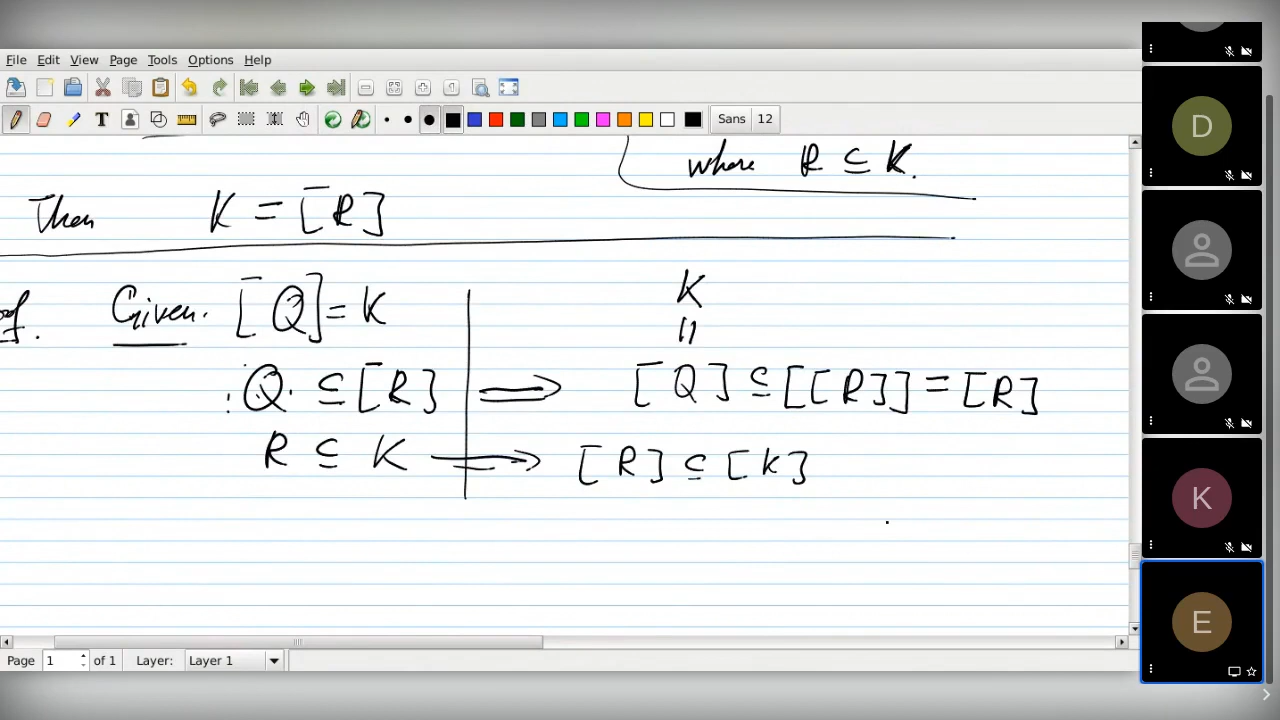 File Edit View Page Tools Options Help
Sans 12
where R ⊆ K.
Then K = [R]
of. Given. [Q] = K
K
=
Q ⊆ [R] ⟹ [Q] ⊆ [[R]] = [R]
R ⊆ K ⟹ [R] ⊆ [K]
Page 1 of 1 Layer: Layer 1
D
K
E